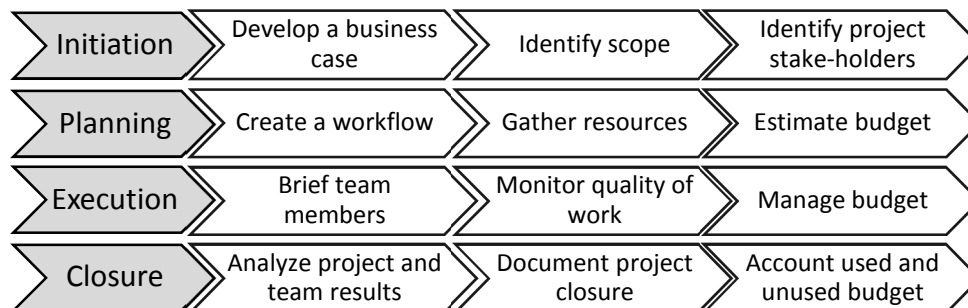 Initiation
Develop a business
case
Identify scope
Identify project
stake-holders
Planning
Create a workflow
Gather resources
Estimate budget
Execution
Brief team
members
Monitor quality of
work
Manage budget
Closure
Analyze project and
team results
Document project
closure
Account used and
unused budget